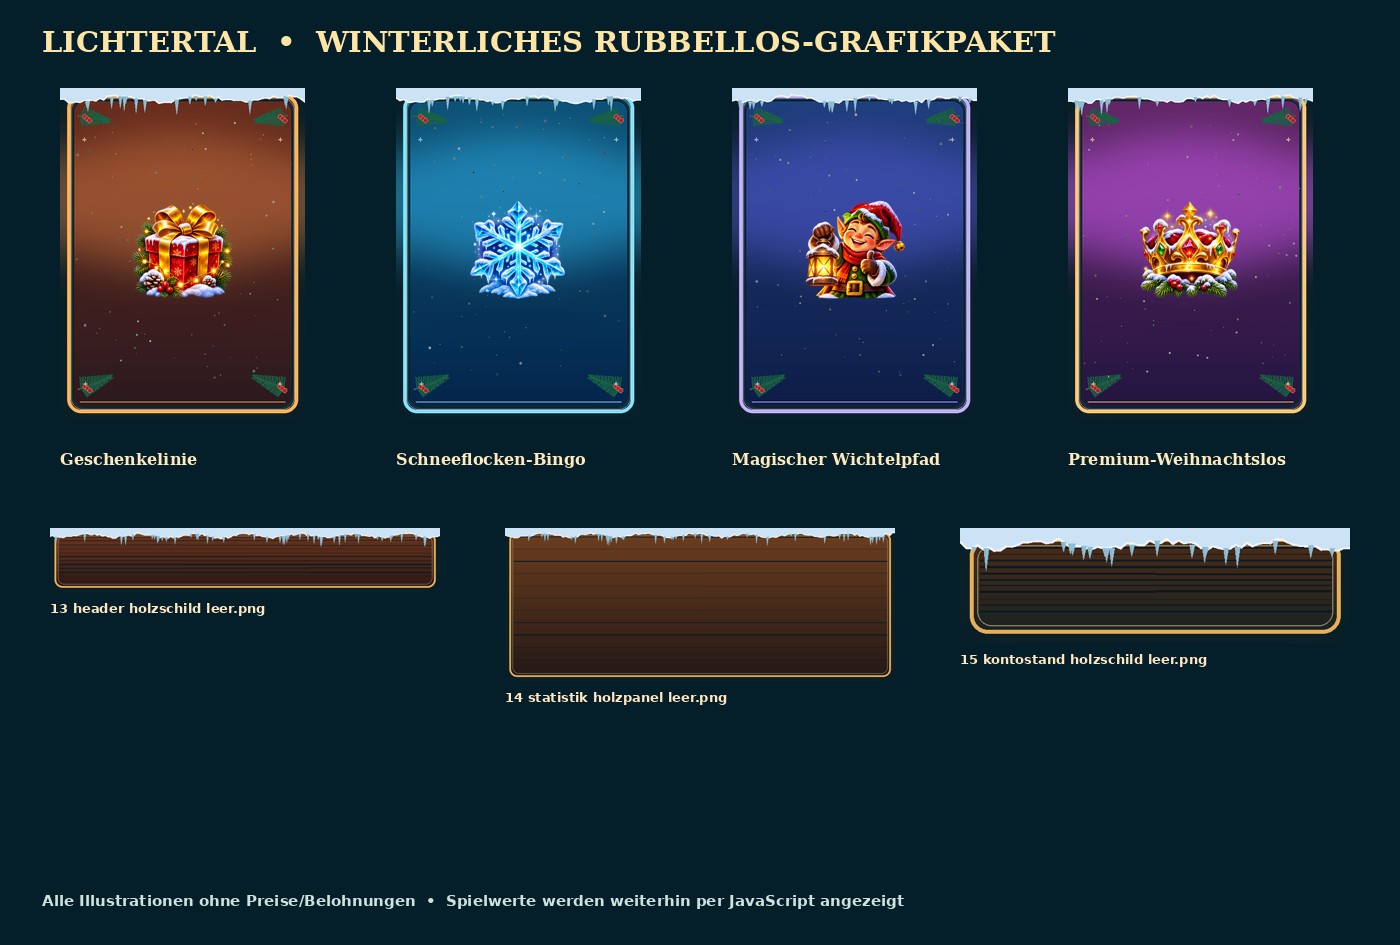 LICHTERTAL • WINTERLICHES RUBBELLOS-GRAFIKPAKET
Geschenkelinie
Schneeflocken-Bingo
Magischer Wichtelpfad
Premium-Weihnachtslos
13 header holzschild leer.png
14 statistik holzpanel leer.png
15 kontostand holzschild leer.png
Alle Illustrationen ohne Preise/Belohnungen • Spielwerte werden weiterhin per JavaScript angezeigt